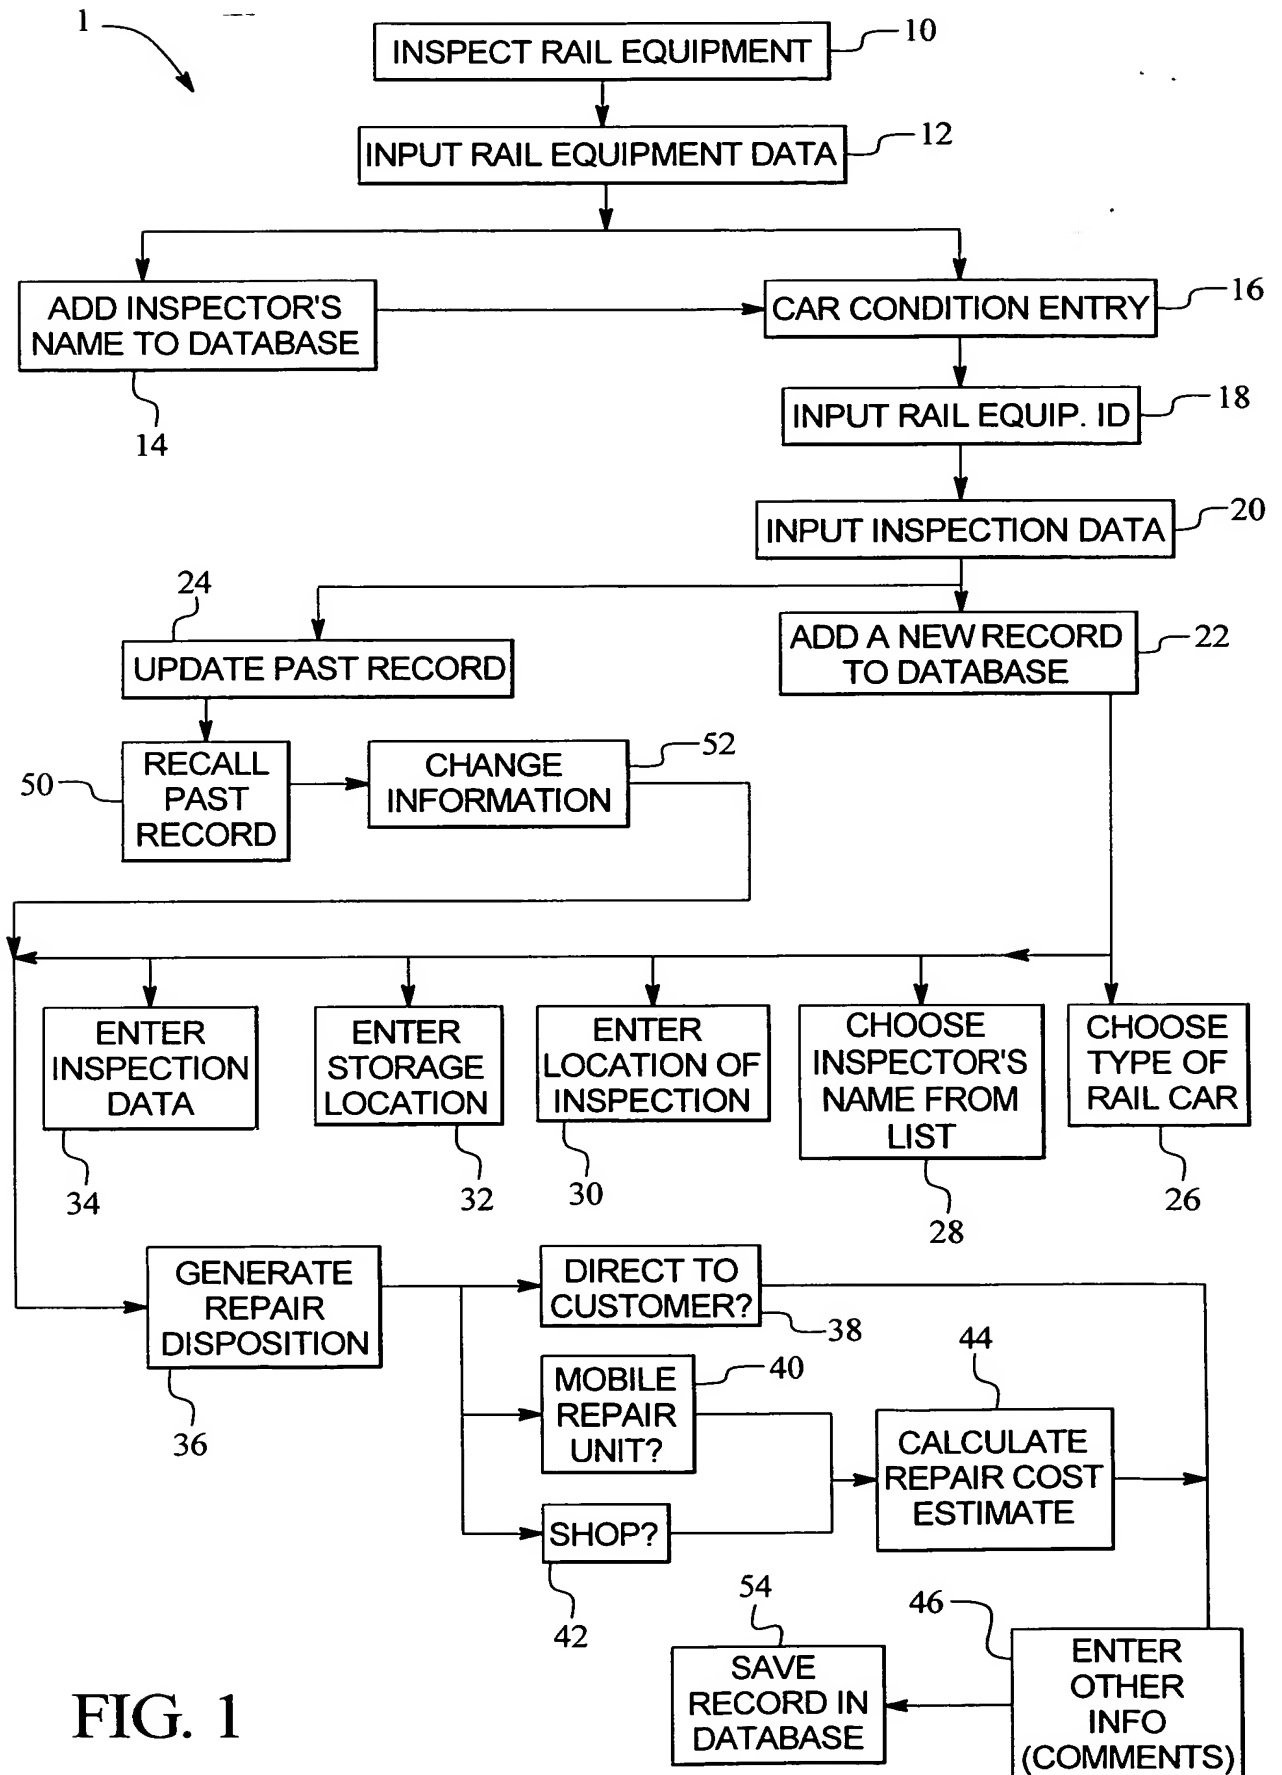 1
INSPECT RAIL EQUIPMENT
10
INPUT RAIL EQUIPMENT DATA
12
ADD INSPECTOR'S
NAME TO DATABASE
14
CAR CONDITION ENTRY
16
INPUT RAIL EQUIP. ID
18
INPUT INSPECTION DATA
20
24
UPDATE PAST RECORD
ADD A NEW RECORD
TO DATABASE
22
50
RECALL
PAST
RECORD
CHANGE
INFORMATION
52
ENTER
INSPECTION
DATA
34
ENTER
STORAGE
LOCATION
32
ENTER
LOCATION OF
INSPECTION
30
CHOOSE
INSPECTOR'S
NAME FROM
LIST
28
CHOOSE
TYPE OF
RAIL CAR
26
GENERATE
REPAIR
DISPOSITION
36
DIRECT TO
CUSTOMER?
38
MOBILE
REPAIR
UNIT?
40
SHOP?
42
44
CALCULATE
REPAIR COST
ESTIMATE
46
ENTER
OTHER
INFO
(COMMENTS)
54
SAVE
RECORD IN
DATABASE
FIG. 1